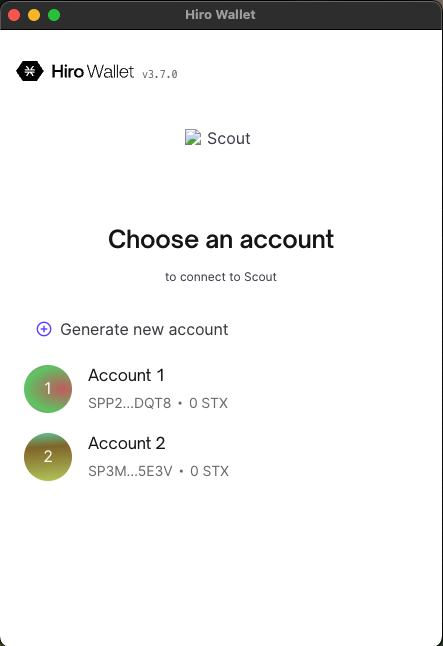 Hiro Wallet
Hiro Wallet v3.7.0
Scout
Choose an account
to connect to Scout
Generate new account
1
Account 1
SPP2...DQT8 • 0 STX
2
Account 2
SP3M...5E3V • 0 STX